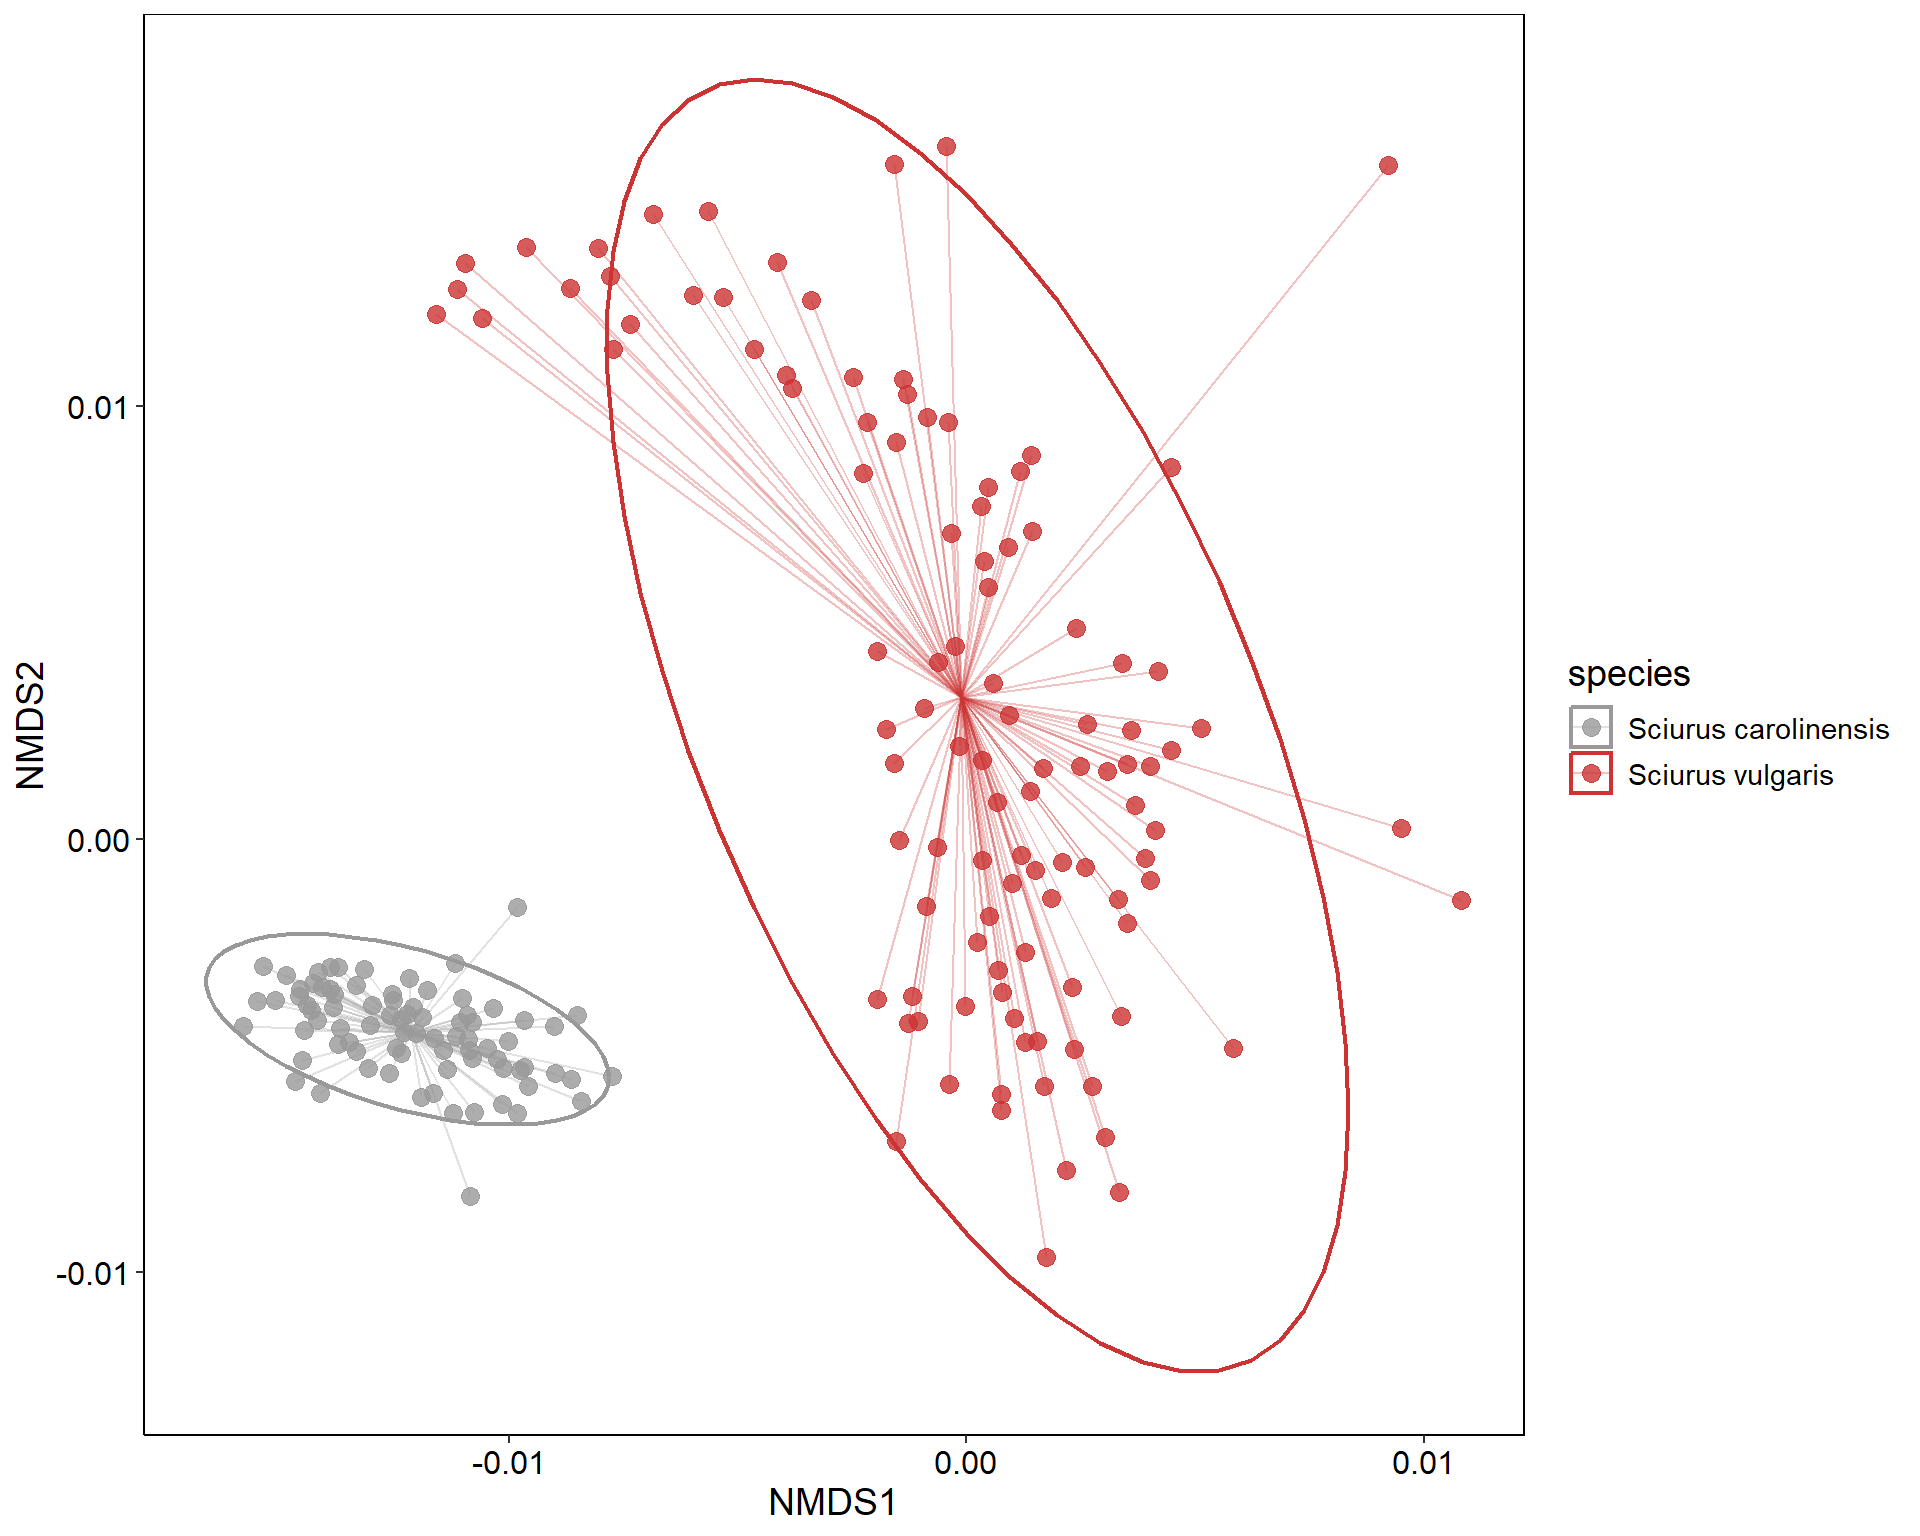 NMDS2
0.01
0.00
-0.01
-0.01
0.00
0.01
NMDS1
species
Sciurus carolinensis
Sciurus vulgaris